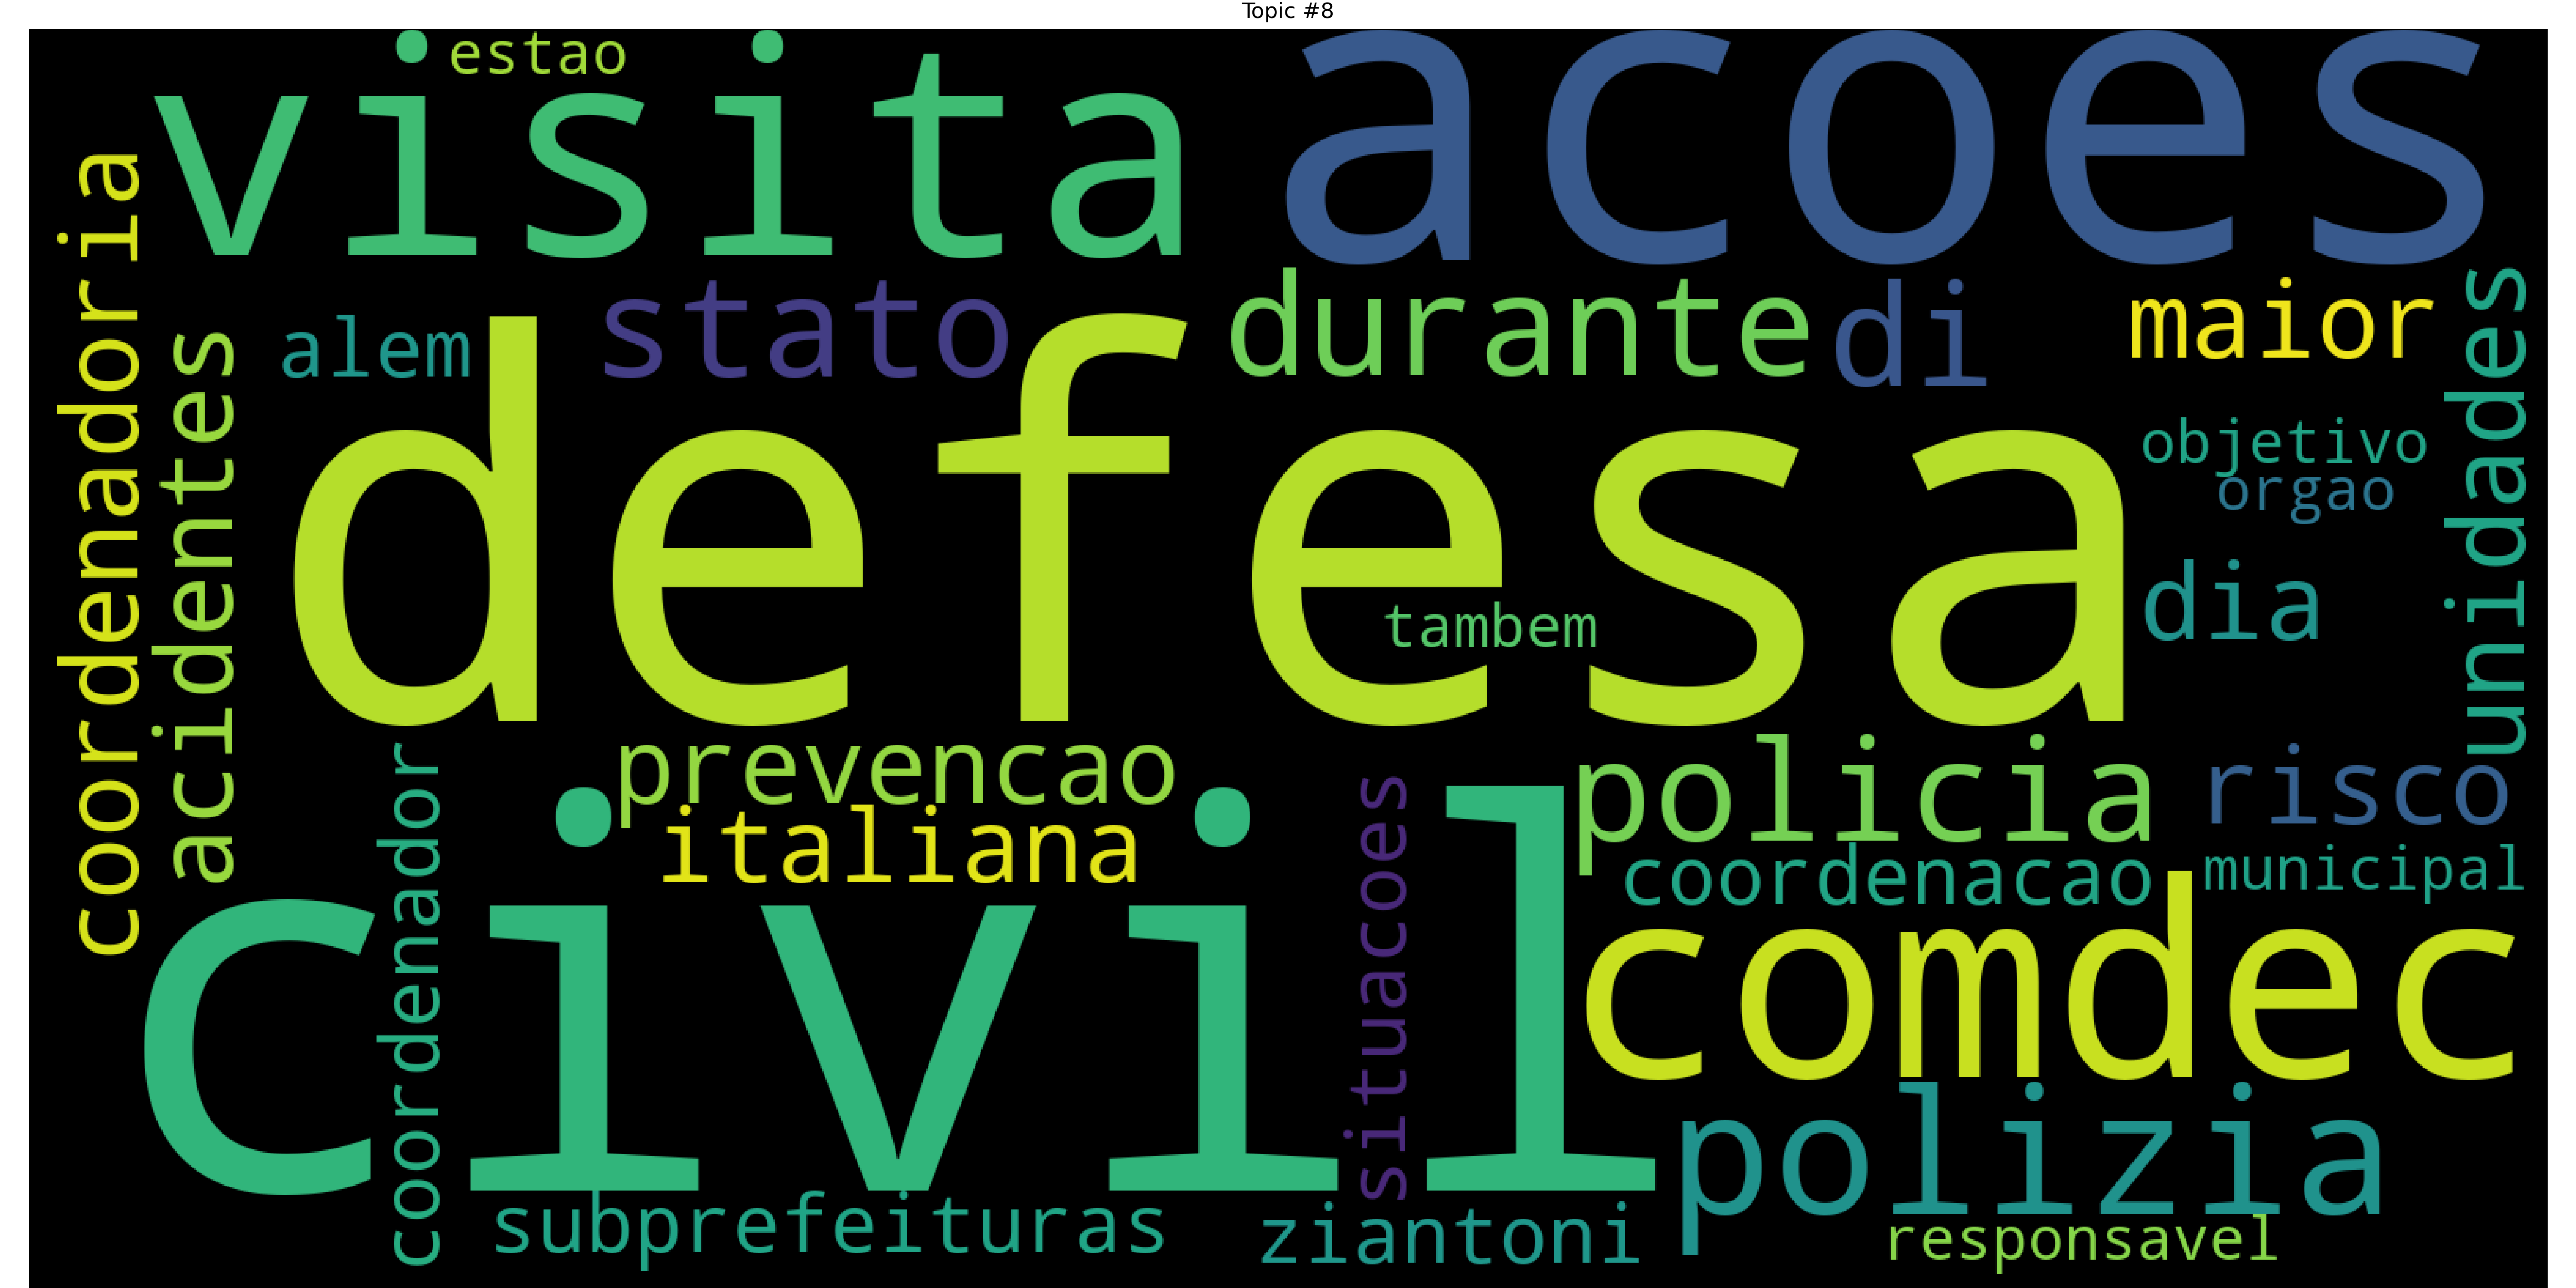 Topic #8
estao
visita
acoes
coordenadoria
acidentes
alem
stato
durante
di
maior
unidades
defesa
objetivo
orgao
tambem
dia
prevencao
italiana
coordenador
civil
situacoes
policia
risco
coordenacao
municipal
comdec
polizia
subprefeituras
ziantoni
responsavel